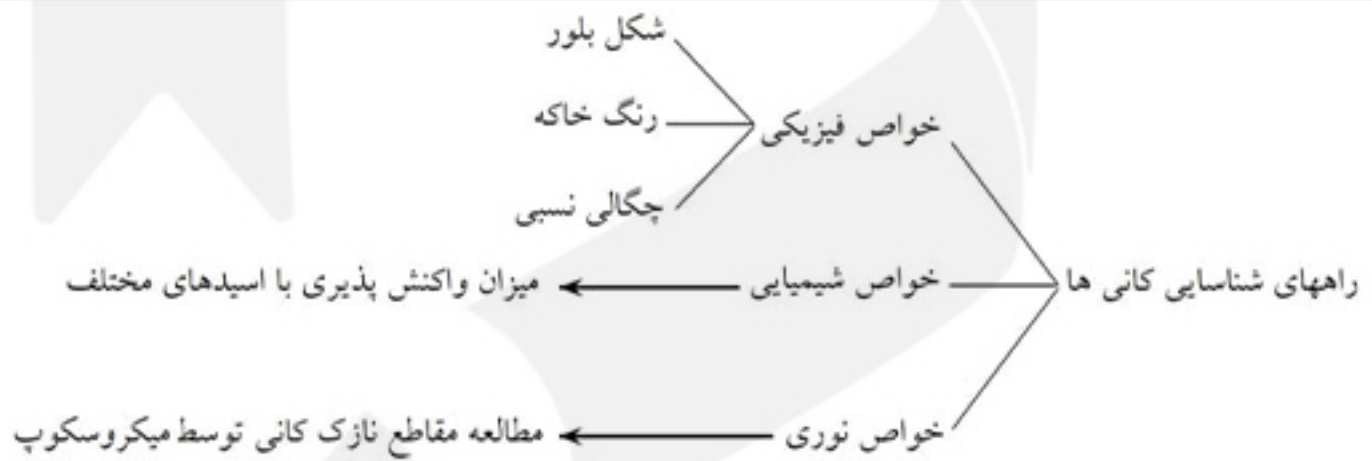 شکل بلور
رنگ خاکه
خواص فیزیکی
چگالی نسبی
راههای شناسایی کانی ها
خواص شیمیایی
میزان واکنش پذیری با اسیدهای مختلف
خواص نوری
مطالعه مقاطع نازک کانی توسط میکروسکوپ